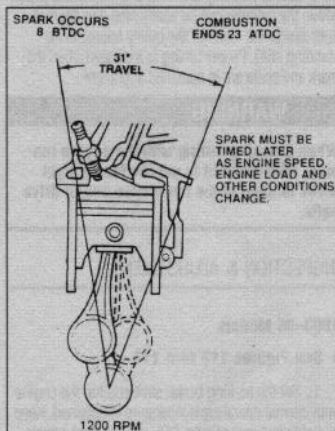 SPARK OCCURS
8 BTDC
COMBUSTION
ENDS 23 ATDC
31°
TRAVEL
SPARK MUST BE
TIMED LATER
AS ENGINE SPEED,
ENGINE LOAD AND
OTHER CONDITIONS
CHANGE.
1200 RPM